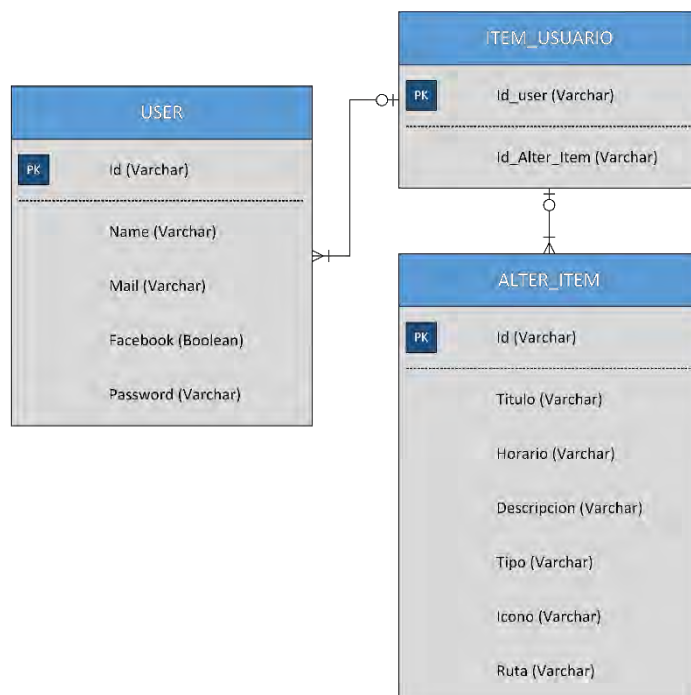 USER
PK Id (Varchar)
Name (Varchar)
Mail (Varchar)
Facebook (Boolean)
Password (Varchar)
ITEM_USUARIO
PK Id_user (Varchar)
Id_Alter_Item (Varchar)
ALTER_ITEM
PK Id (Varchar)
Titulo (Varchar)
Horario (Varchar)
Descripcion (Varchar)
Tipo (Varchar)
Icono (Varchar)
Ruta (Varchar)